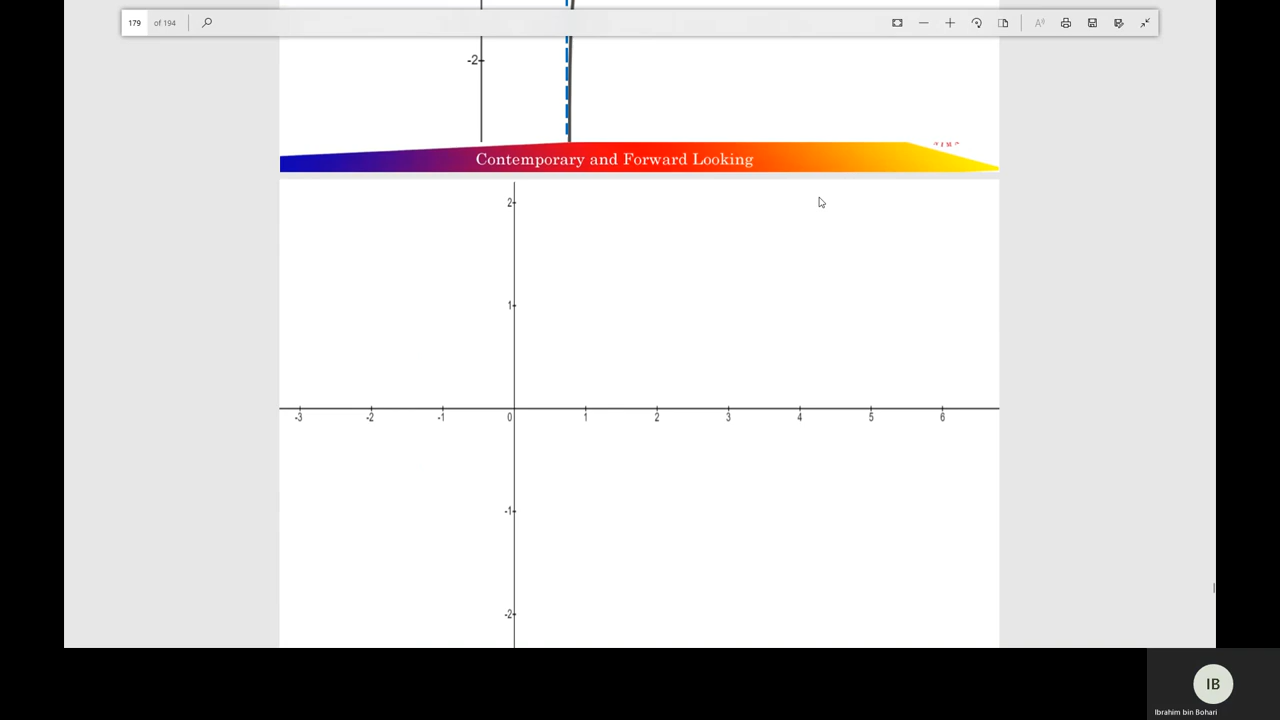 179 of 194
-2
Contemporary and Forward Looking
2
1
-3 -2 -1 0 1 2 3 4 5 6
-1
-2
IB
Ibrahim bin Bohari